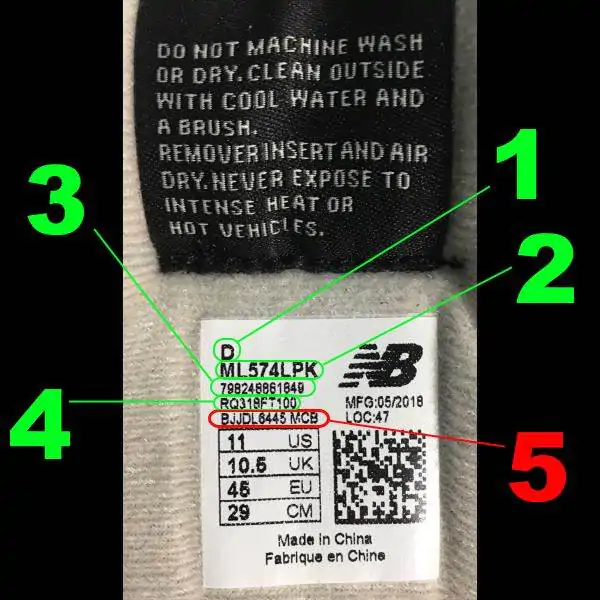 DO NOT MACHINE WASH
OR DRY. CLEAN OUTSIDE
WITH COOL WATER AND
A BRUSH.
REMOVER INSERT AND AIR
DRY. NEVER EXPOSE TO
INTENSE HEAT OR
HOT VEHICLES.
1
3
2
D
ML574LPK
NB
798248861849
RQ318FT100
MFG:05/2018
4
BJJDL6445 MCB
LOC:47
5
11 US
10.5 UK
45 EU
29 CM
Made in China
Fabrique en Chine